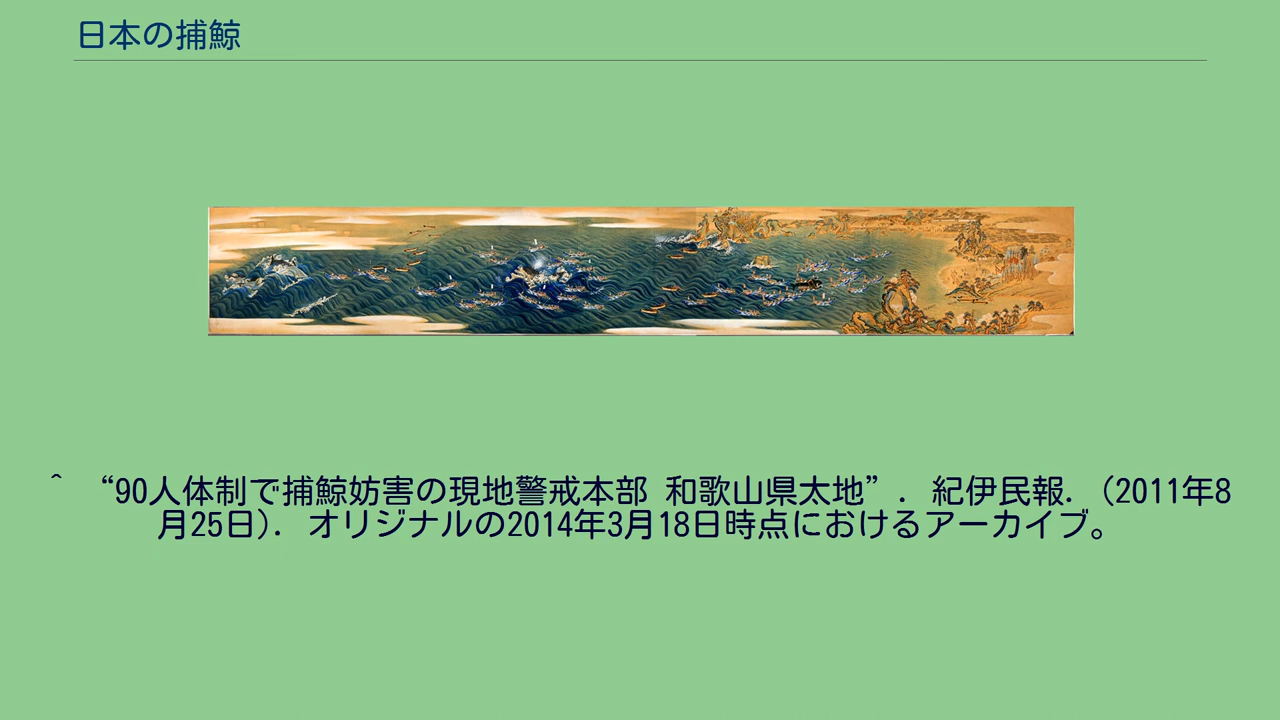 日本の捕鯨
^ “90人体制で捕鯨妨害の現地警戒本部 和歌山県太地”. 紀伊民報. (2011年8
月25日). オリジナルの2014年3月18日時点におけるアーカイブ。